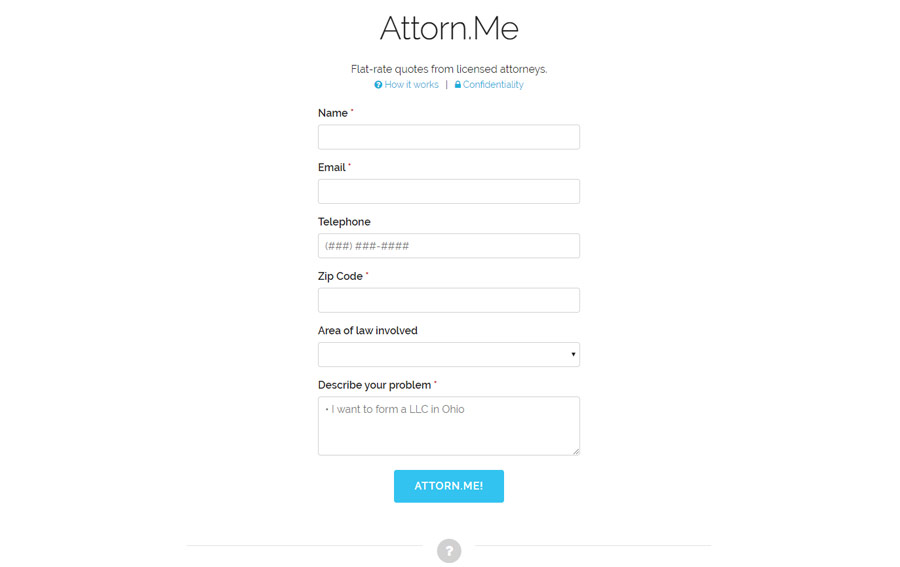 Attorn.Me
Flat-rate quotes from licensed attorneys.
How it works | Confidentiality
Name *
Email *
Telephone
(###) ###-####
Zip Code *
Area of law involved
Describe your problem *
• I want to form a LLC in Ohio
ATTORN.ME!
?